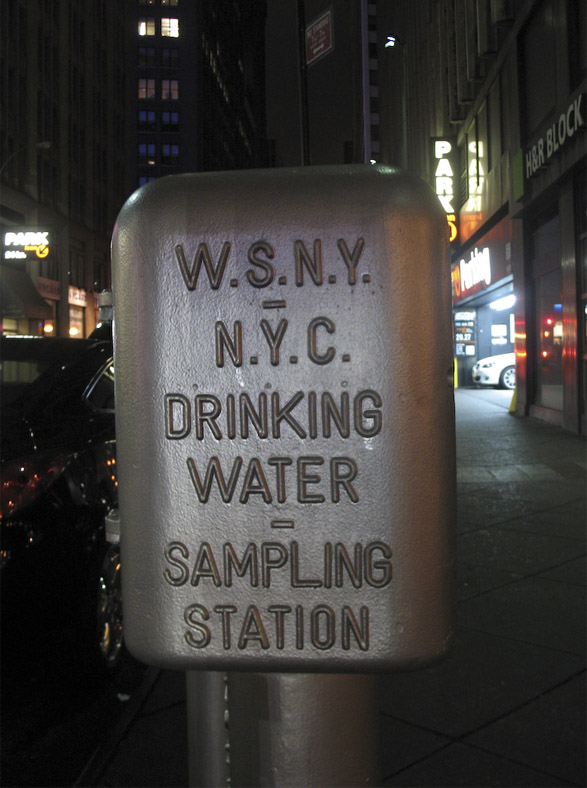 W.S.N.Y.
-
N.Y.C.
DRINKING
WATER
-
SAMPLING
STATION
H&R BLOCK
PARK
PARK